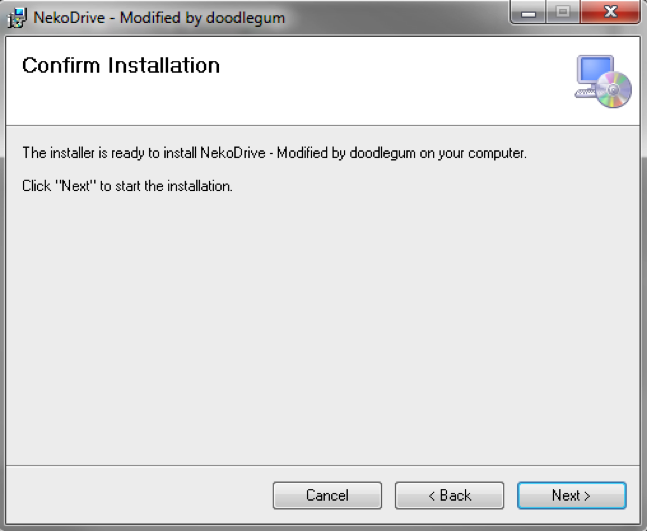 NekoDrive - Modified by doodlegum
Confirm Installation
The installer is ready to install NekoDrive - Modified by doodlegum on your computer.
Click "Next" to start the installation.
Cancel
< Back
Next >